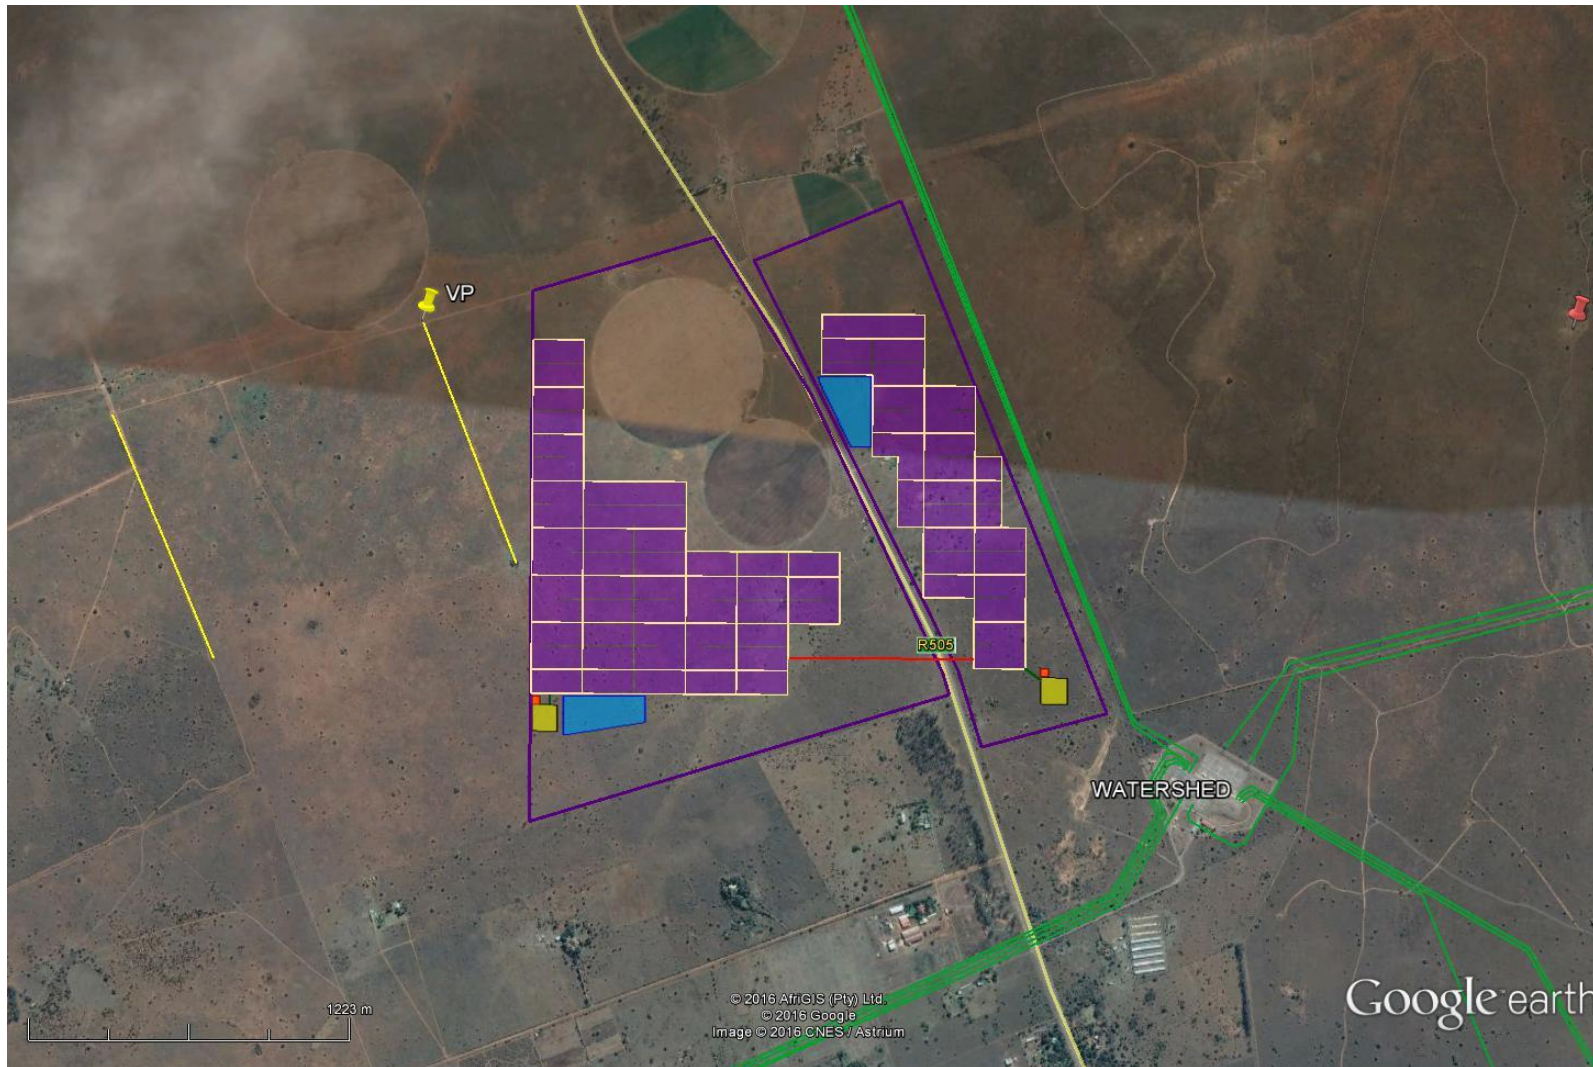 VP
R505
WATERSHED
1223 m
© 2016 AfriGIS (Pty) Ltd.
© 2016 Google
Image © 2016 CNES / Astrium
Google earth